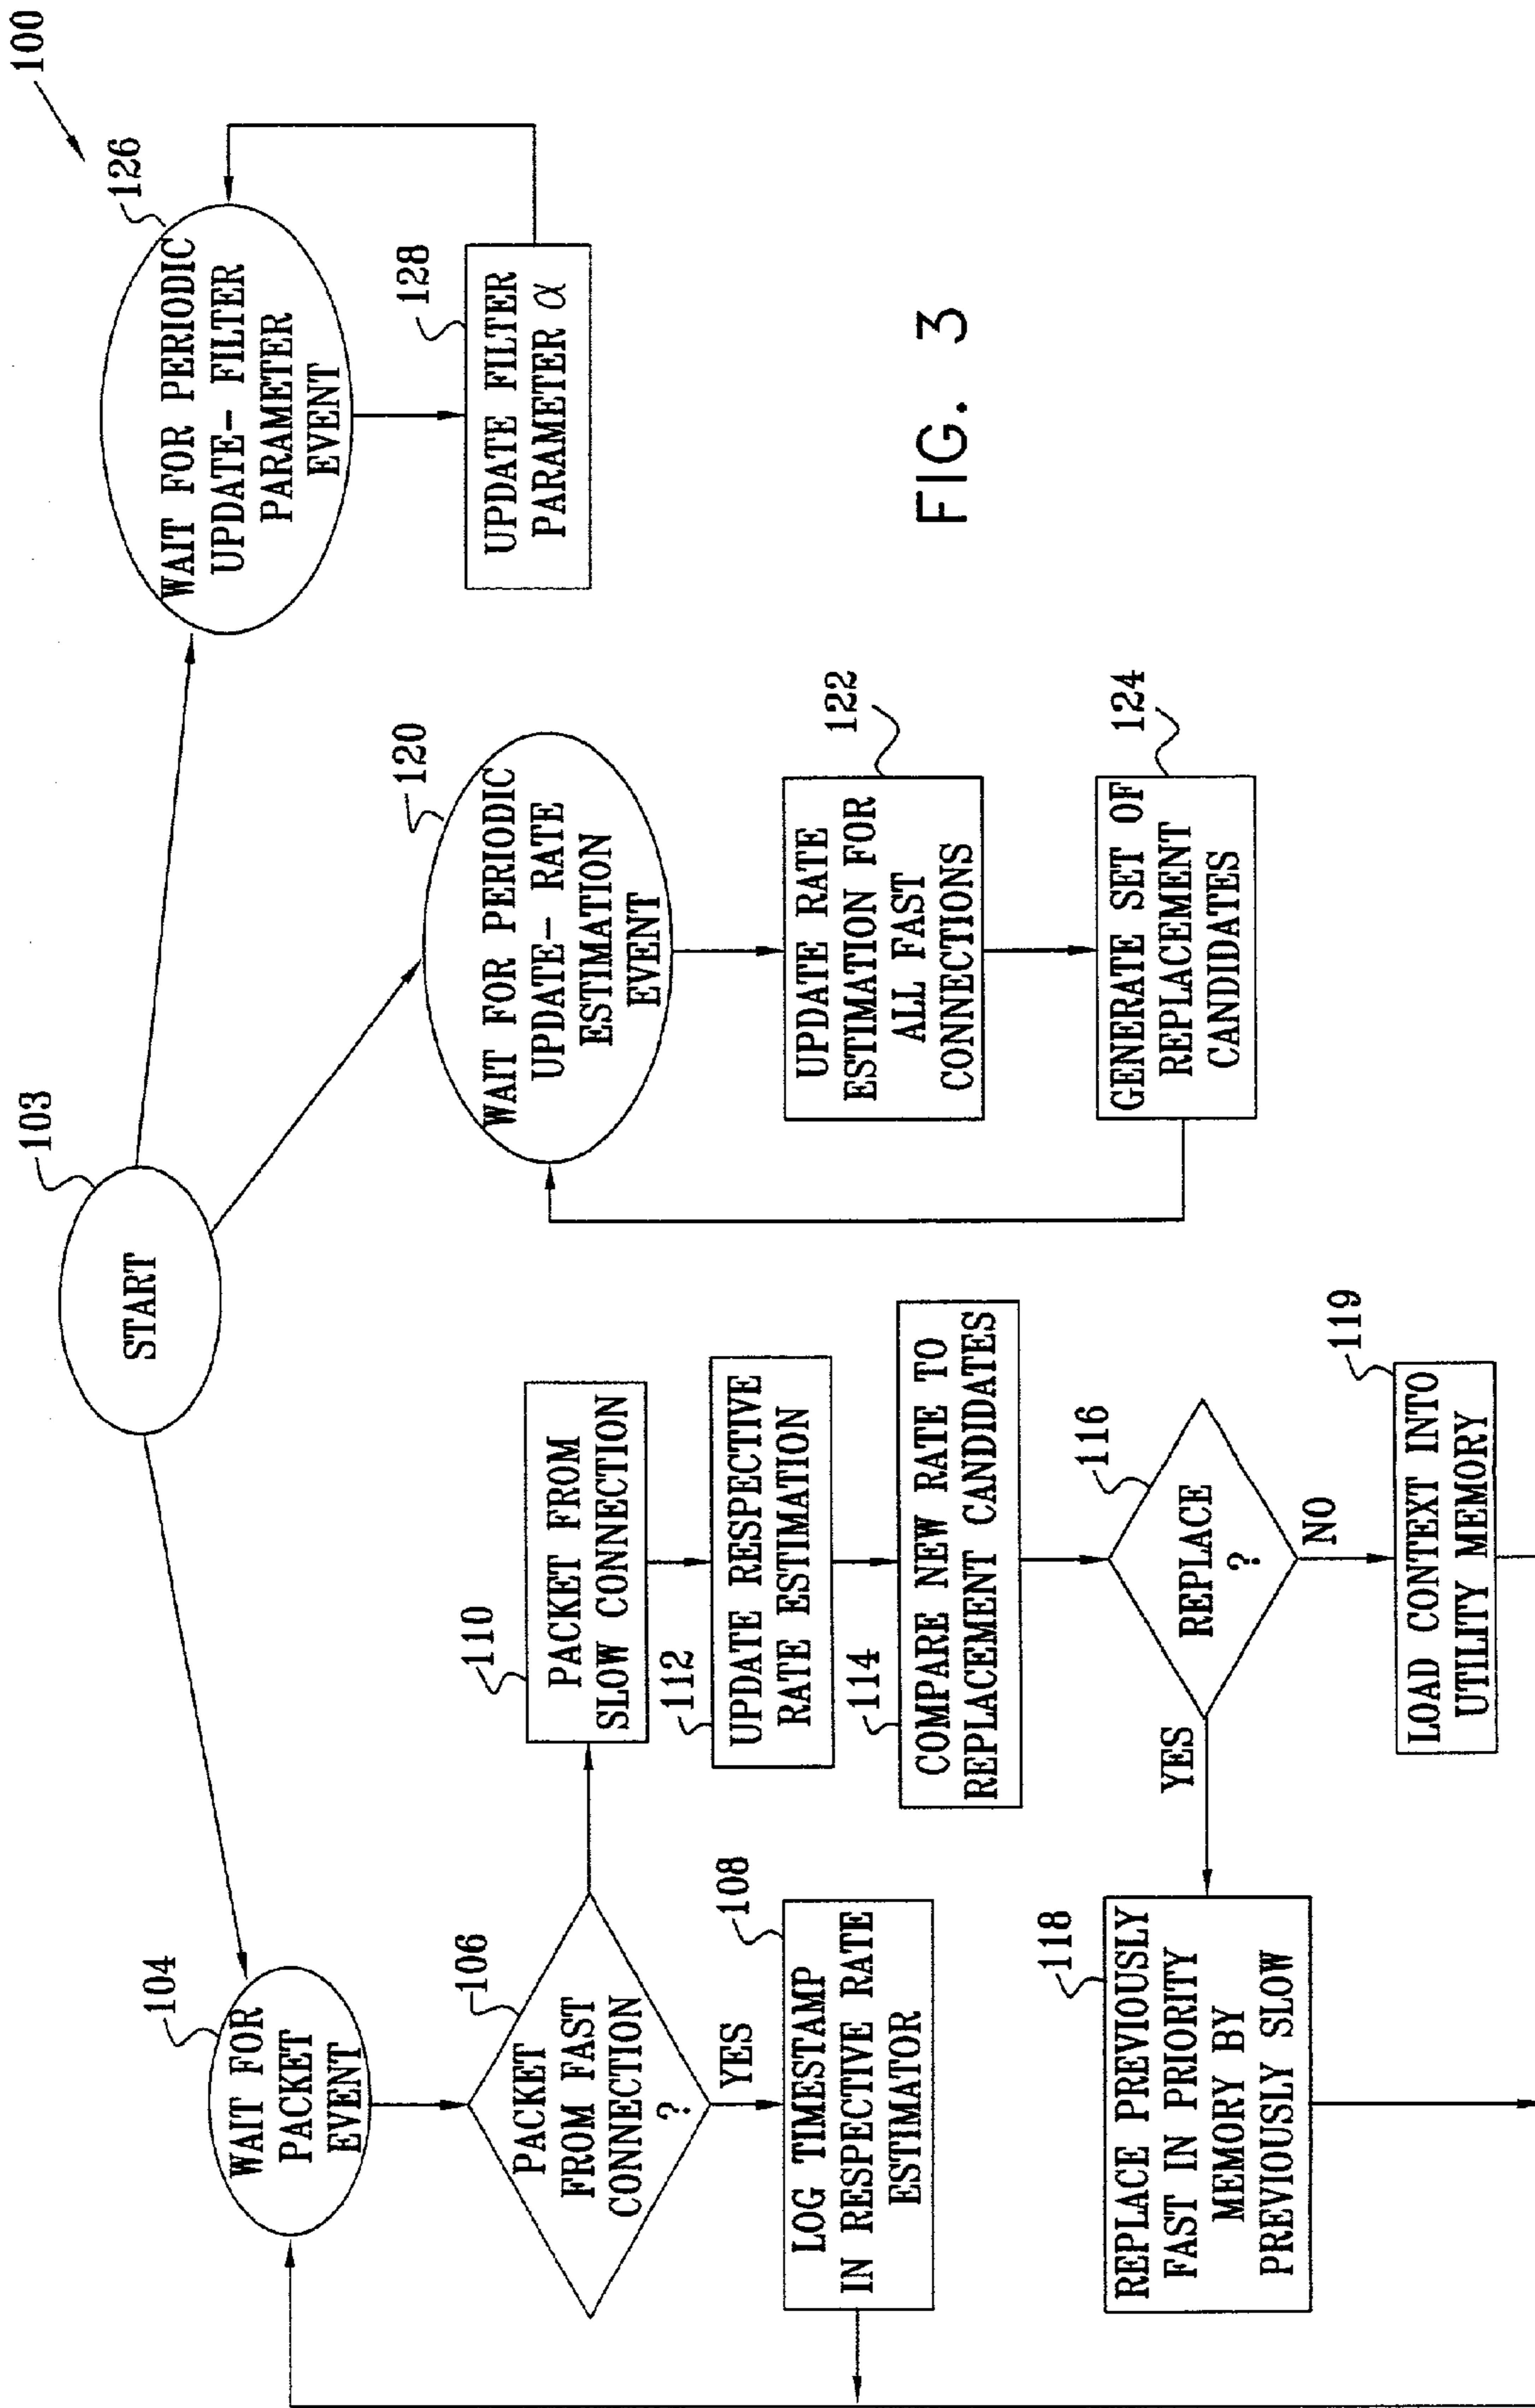 100
103
START
104
WAIT FOR
PACKET
EVENT
106
PACKET
FROM FAST
CONNECTION
?
YES
108
LOG TIMESTAMP
IN RESPECTIVE RATE
ESTIMATOR
110
PACKET FROM
SLOW CONNECTION
112
UPDATE RESPECTIVE
RATE ESTIMATION
114
COMPARE NEW RATE TO
REPLACEMENT CANDIDATES
116
REPLACE
?
YES
NO
118
REPLACE PREVIOUSLY
FAST IN PRIORITY
MEMORY BY
PREVIOUSLY SLOW
119
LOAD CONTEXT INTO
UTILITY MEMORY
120
WAIT FOR PERIODIC
UPDATE- RATE
ESTIMATION
EVENT
122
UPDATE RATE
ESTIMATION FOR
ALL FAST
CONNECTIONS
124
GENERATE SET OF
REPLACEMENT
CANDIDATES
126
WAIT FOR PERIODIC
UPDATE- FILTER
PARAMETER
EVENT
128
UPDATE FILTER
PARAMETER α
FIG. 3